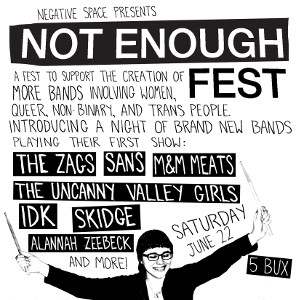 NEGATIVE SPACE PRESENTS
NOT ENOUGH
FEST
A FEST TO SUPPORT THE CREATION OF
MORE BANDS INVOLVING WOMEN,
QUEER, NON-BINARY, AND TRANS PEOPLE.
INTRODUCING A NIGHT OF BRAND NEW BANDS
PLAYING THEIR FIRST SHOW:
THE ZAGS SANS M&M MEATS
THE UNCANNY VALLEY GIRLS
IDK SKIDGE
ALANNAH ZEEBECK
AND MORE!
SATURDAY
JUNE 22
5 BUX